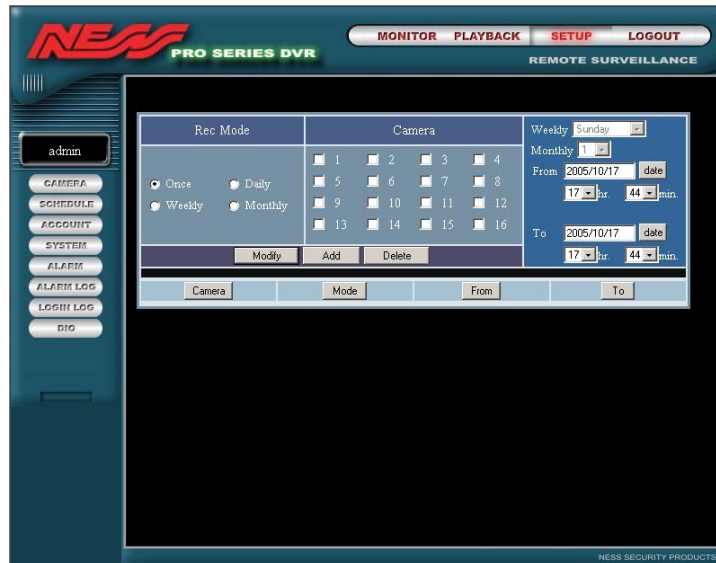 NESS
PRO SERIES DVR
MONITOR PLAYBACK SETUP LOGOUT
REMOTE SURVEILLANCE
admin
CAMERA
SCHEDULE
ACCOUNT
SYSTEM
ALARM
ALARM LOG
LOGIN LOG
DIO
Rec Mode
Once Daily
Weekly Monthly
Camera
1 2 3 4
5 6 7 8
9 10 11 12
13 14 15 16
Weekly Sunday
Monthly 1
From 2005/10/17 date
17 hr. 44 min.
To 2005/10/17 date
17 hr. 44 min.
Modify Add Delete
Camera Mode From To
NESS SECURITY PRODUCTS